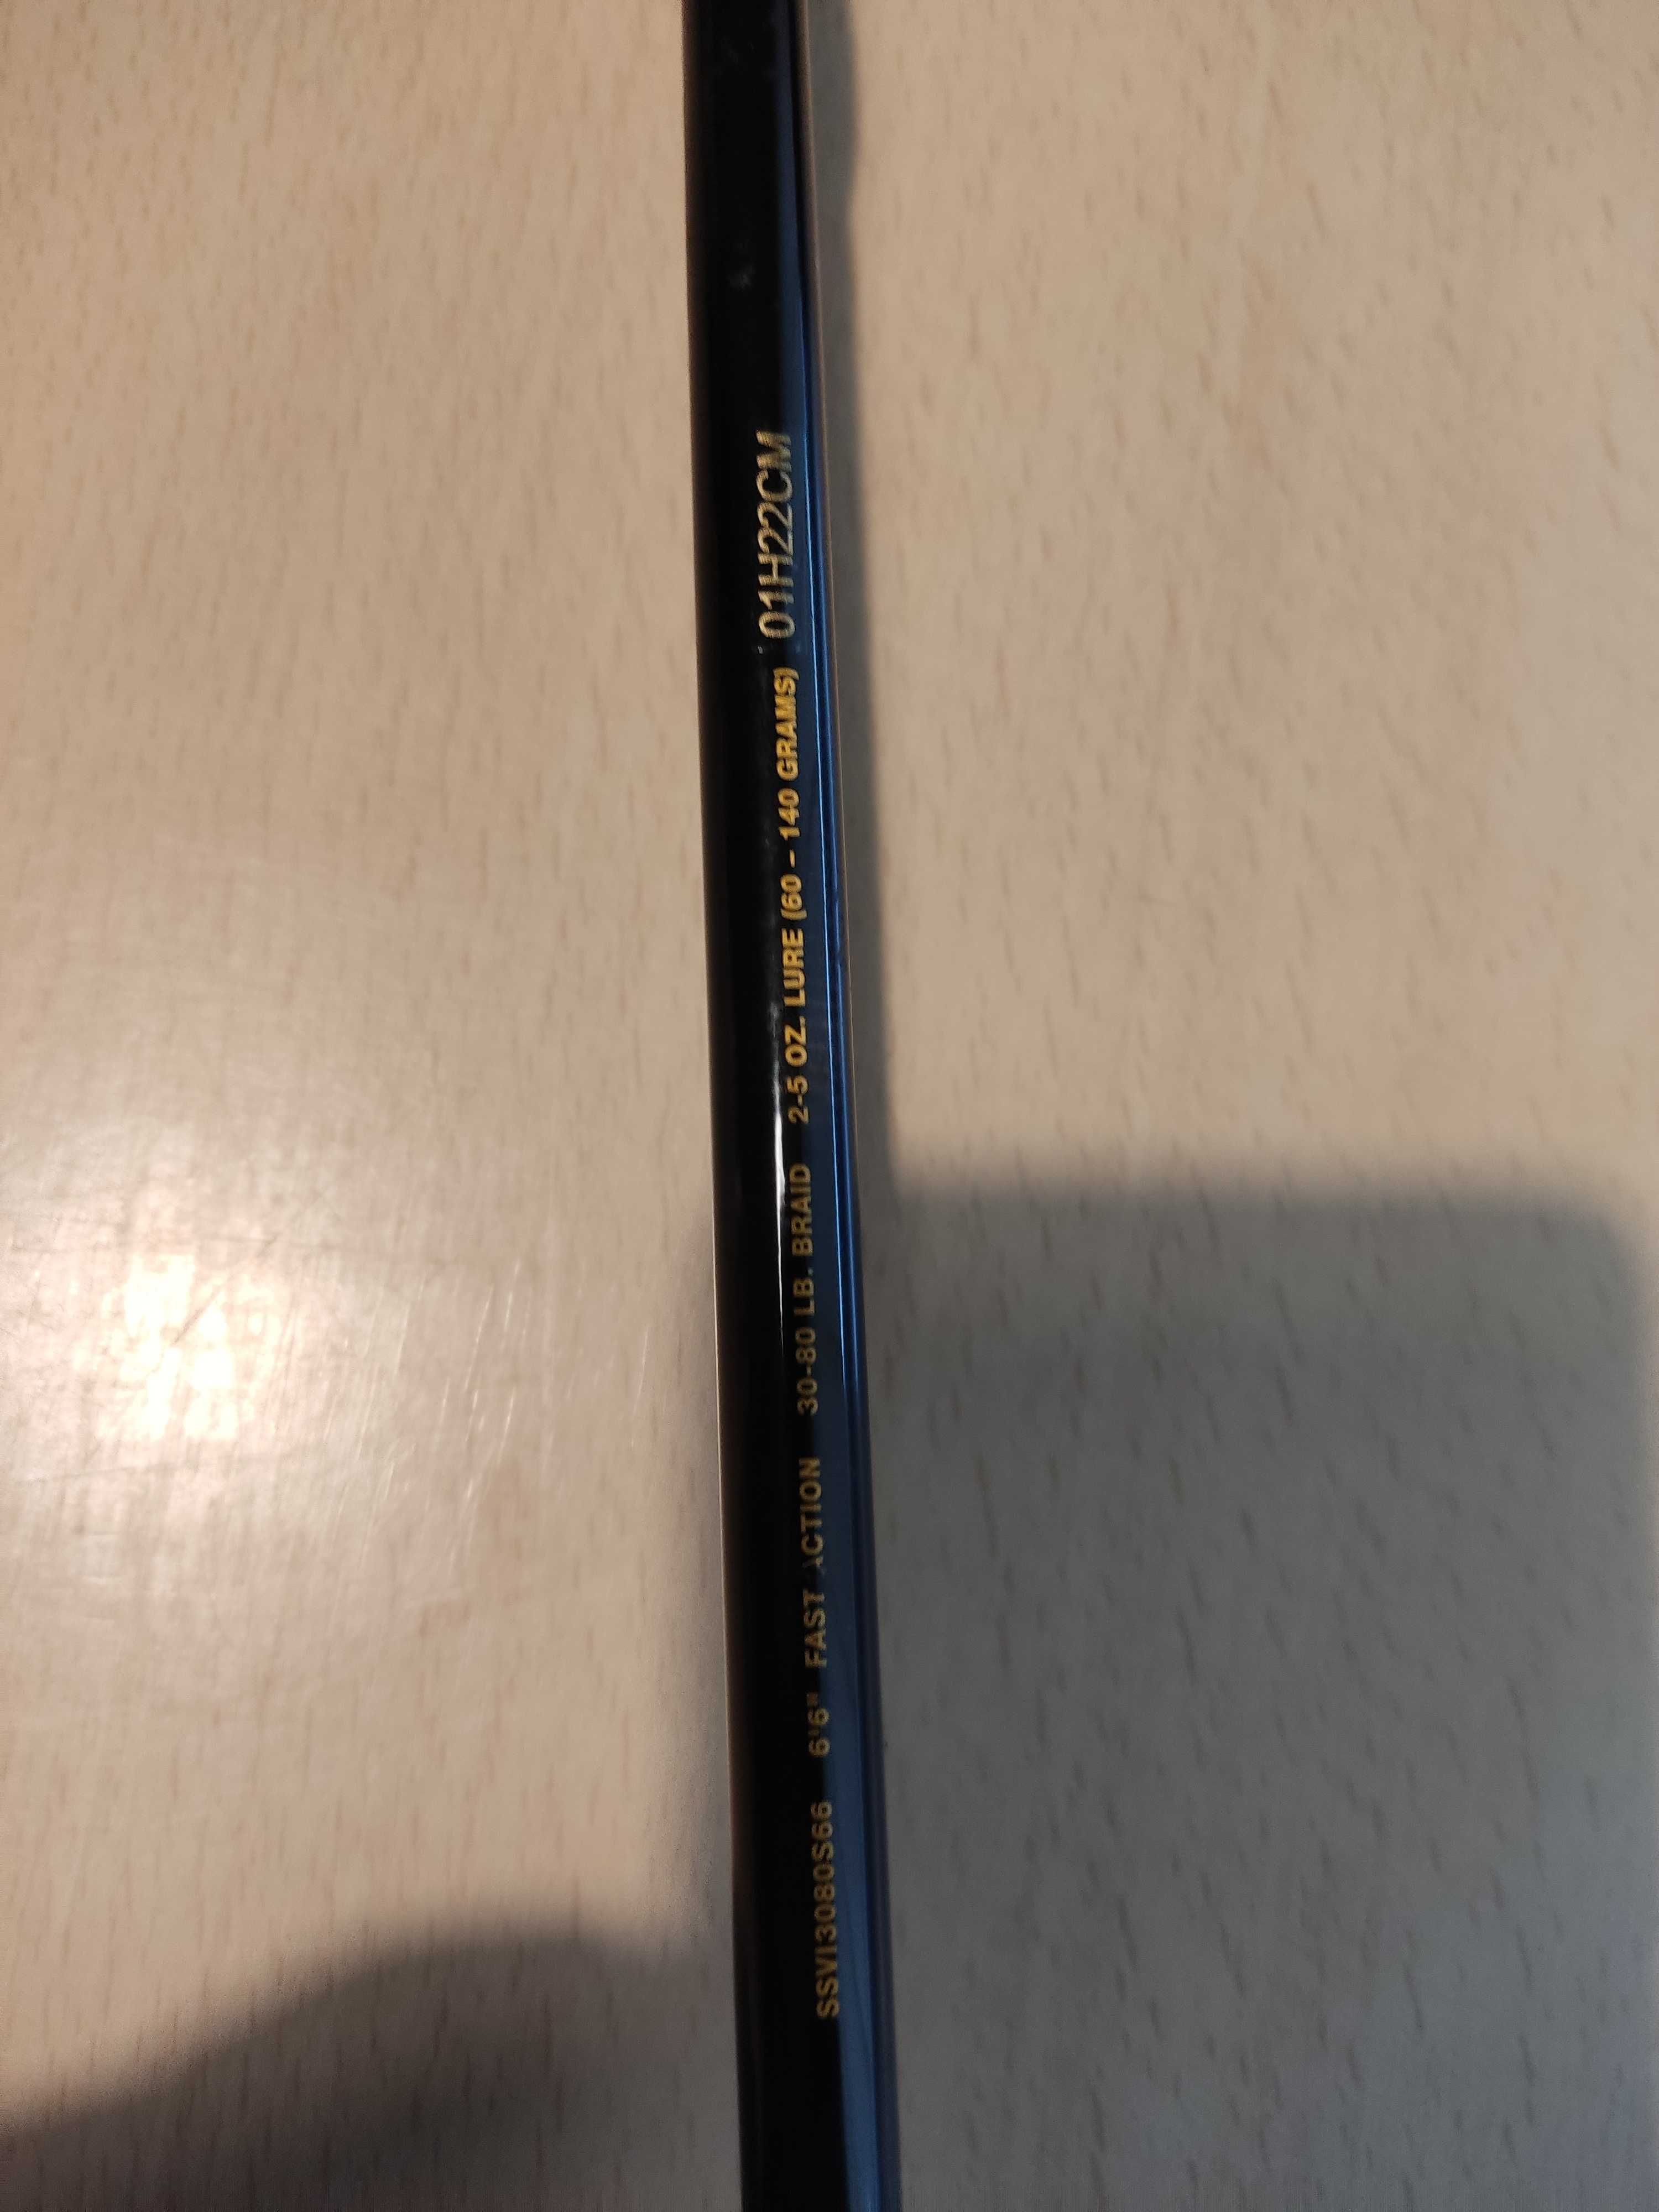 SSVI3080S66 6'6" FAST ACTION 30-80 LB. BRAID 2-5 OZ. LURE (60 – 140 GRAMS) 01H22CM